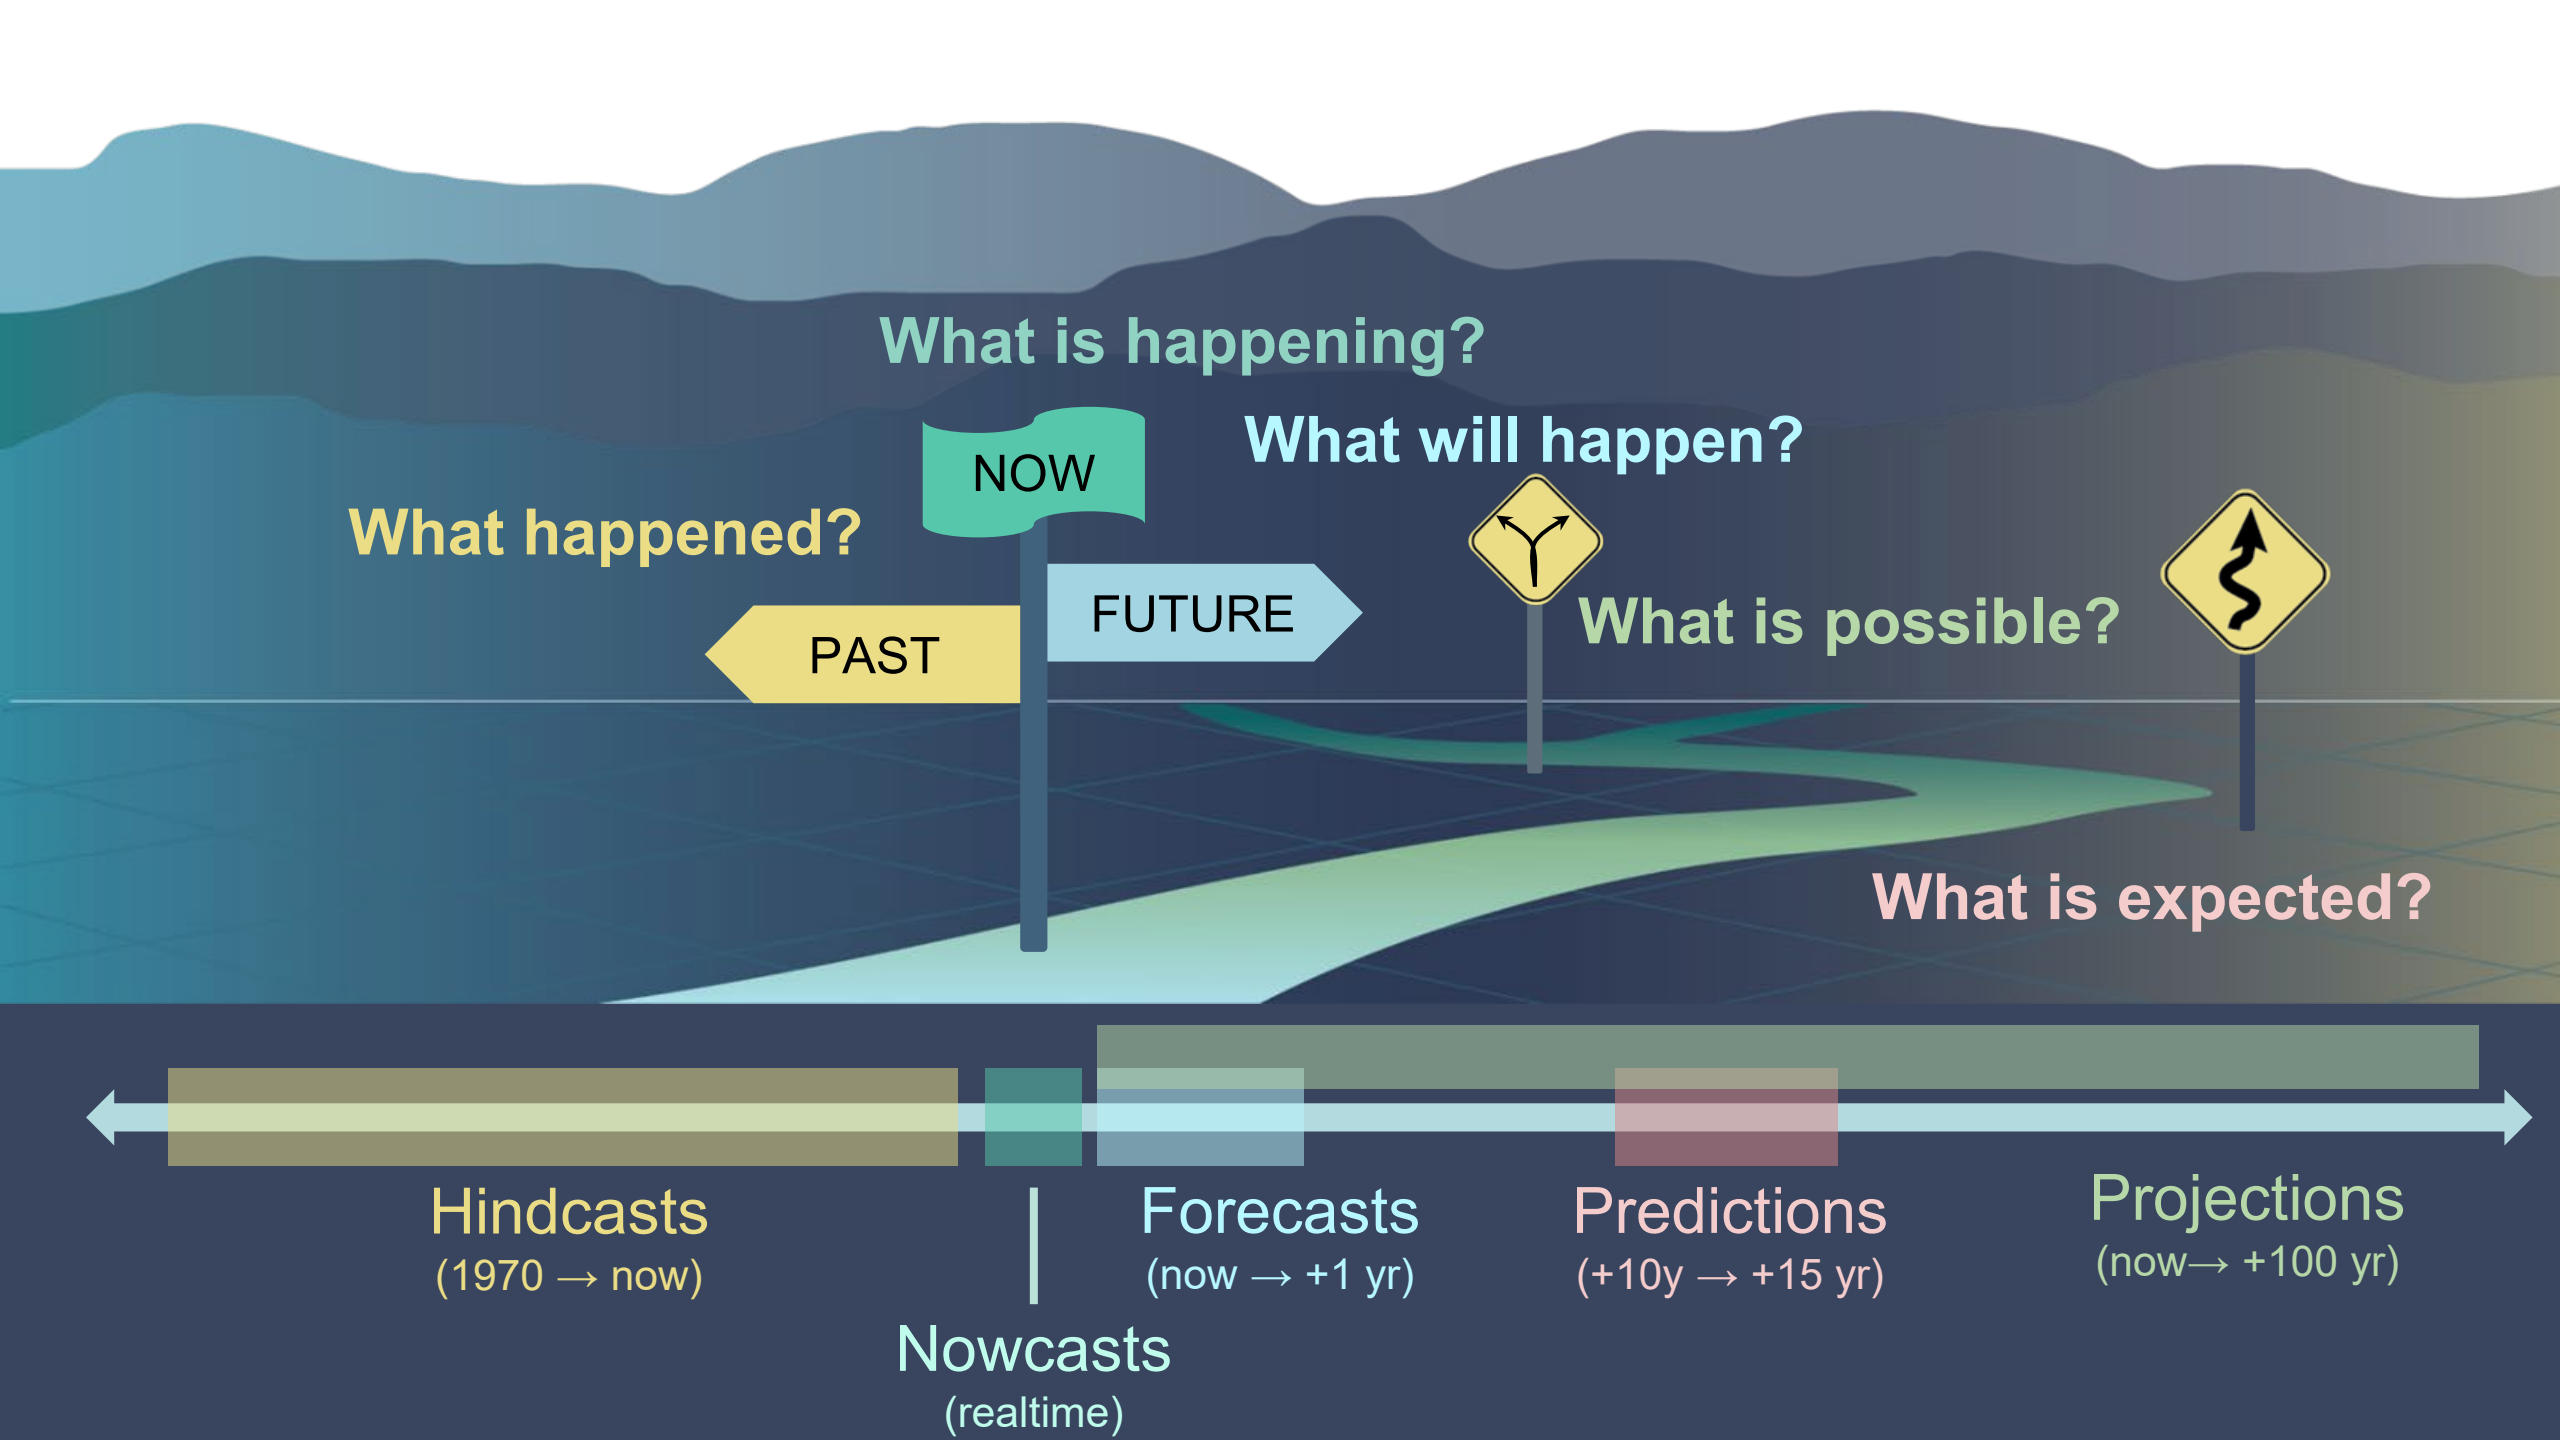 What is happening?
What will happen?
NOW
What happened?
FUTURE
What is possible?
PAST
What is expected?
Hindcasts
(1970 → now)
Forecasts
(now → +1 yr)
Predictions
(+10y → +15 yr)
Projections
(now→ +100 yr)
Nowcasts
(realtime)